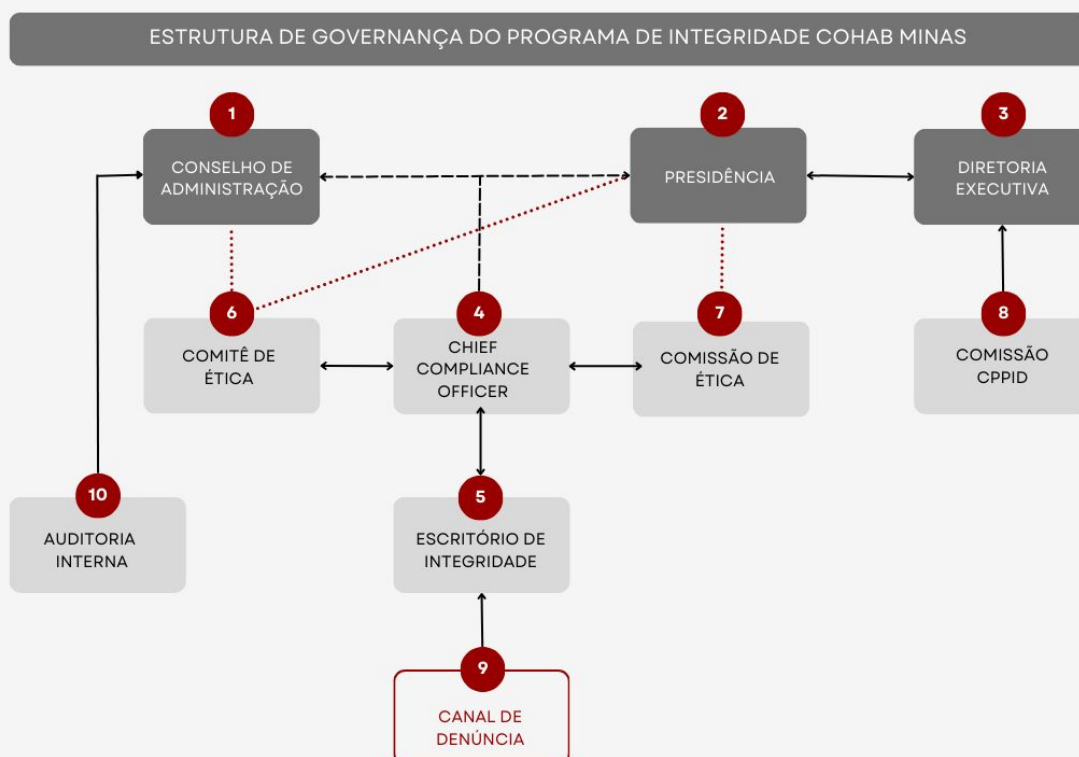 ESTRUTURA DE GOVERNANÇA DO PROGRAMA DE INTEGRIDADE COHAB MINAS
1
CONSELHO DE
ADMINISTRAÇÃO
2
PRESIDÊNCIA
3
DIRETORIA
EXECUTIVA
6
COMITÊ DE
ÉTICA
4
CHIEF
COMPLIANCE
OFFICER
7
COMISSÃO DE
ÉTICA
8
COMISSÃO
CPPID
10
AUDITORIA
INTERNA
5
ESCRITÓRIO DE
INTEGRIDADE
9
CANAL DE
DENÚNCIA